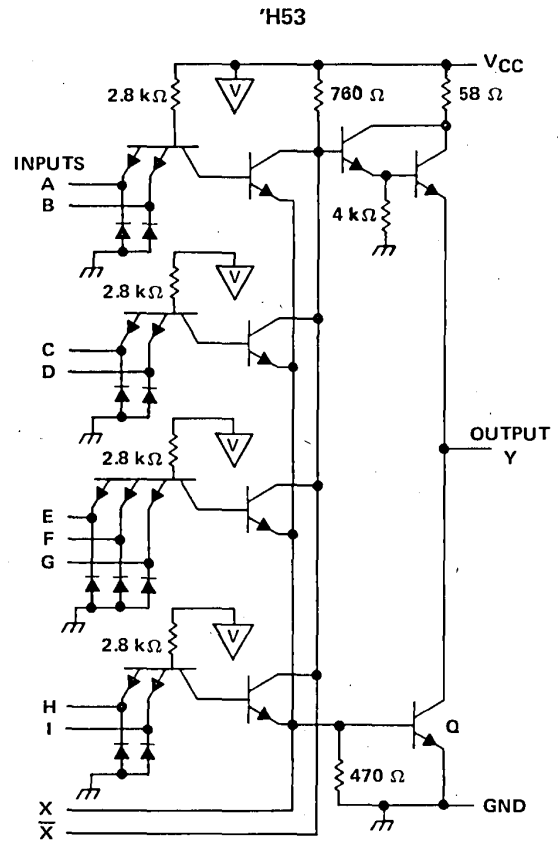 'H53
VCC
2.8 kΩ
V
760 Ω
58 Ω
INPUTS
A
B
4 kΩ
2.8 kΩ
V
C
D
2.8 kΩ
V
OUTPUT
Y
E
F
G
2.8 kΩ
V
H
I
Q
470 Ω
X
GND
X̅